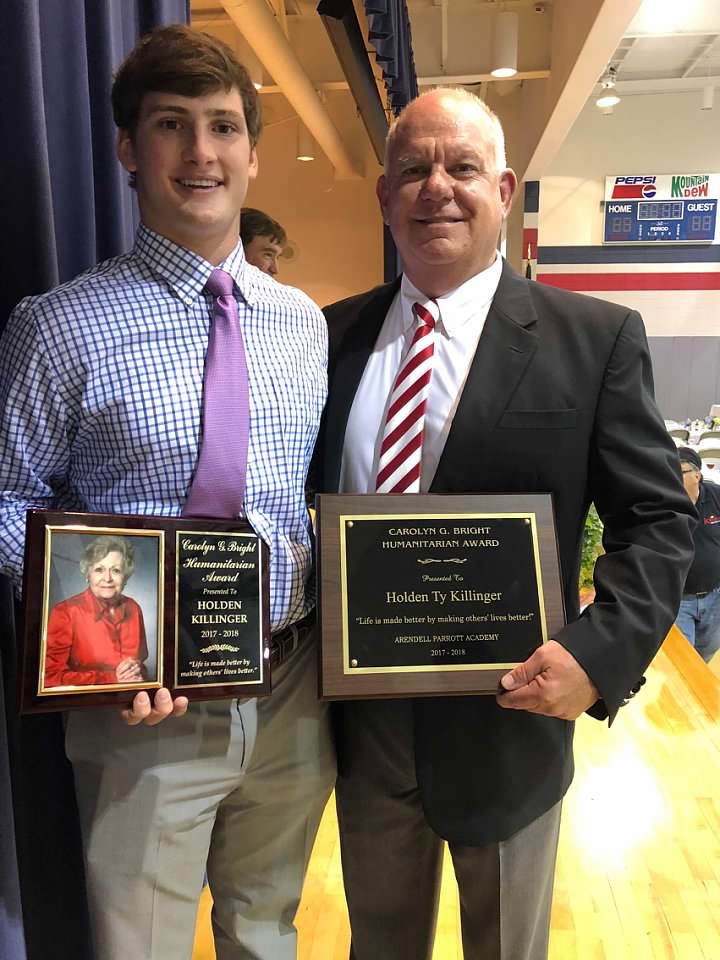 PEPSI
MOUNTAIN
DEW
HOME
GUEST
PERIOD
Carolyn G. Bright
Humanitarian
Award
Presented To
HOLDEN
KILLINGER
2017 - 2018
"Life is made better by
making others' lives better."
CAROLYN G. BRIGHT
HUMANITARIAN AWARD
Presented To
Holden Ty Killinger
"Life is made better by making others' lives better!"
ARENDELL PARROTT ACADEMY
2017 - 2018